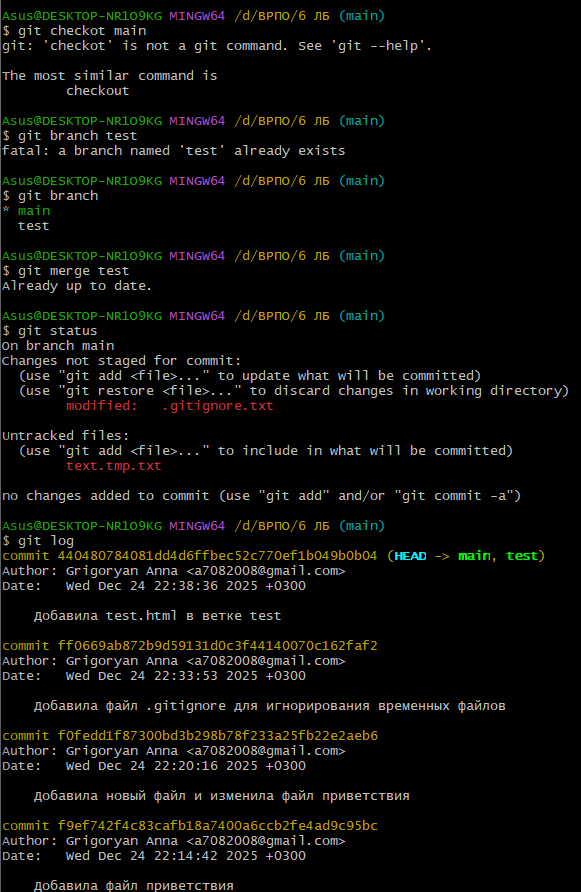 Asus@DESKTOP-NR1O9KG MINGW64 /d/ВРПО/6 ЛБ (main)
$ git checkot main
git: 'checkot' is not a git command. See 'git --help'.
The most similar command is
checkout
Asus@DESKTOP-NR1O9KG MINGW64 /d/ВРПО/6 ЛБ (main)
$ git branch test
fatal: a branch named 'test' already exists
Asus@DESKTOP-NR1O9KG MINGW64 /d/ВРПО/6 ЛБ (main)
$ git branch
* main
test
Asus@DESKTOP-NR1O9KG MINGW64 /d/ВРПО/6 ЛБ (main)
$ git merge test
Already up to date.
Asus@DESKTOP-NR1O9KG MINGW64 /d/ВРПО/6 ЛБ (main)
$ git status
On branch main
Changes not staged for commit:
(use "git add <file>..." to update what will be committed)
(use "git restore <file>..." to discard changes in working directory)
modified:   .gitignore.txt
Untracked files:
(use "git add <file>..." to include in what will be committed)
text.tmp.txt
no changes added to commit (use "git add" and/or "git commit -a")
Asus@DESKTOP-NR1O9KG MINGW64 /d/ВРПО/6 ЛБ (main)
$ git log
commit 440480784081dd4d6ffbec52c770ef1b049b0b04 (HEAD -> main, test)
Author: Grigoryan Anna <a7082008@gmail.com>
Date:   Wed Dec 24 22:38:36 2025 +0300
Добавила test.html в ветке test
commit ff0669ab872b9d59131d0c3f44140070c162faf2
Author: Grigoryan Anna <a7082008@gmail.com>
Date:   Wed Dec 24 22:33:53 2025 +0300
Добавила файл .gitignore для игнорирования временных файлов
commit f0fedd1f87300bd3b298b78f233a25fb22e2aeb6
Author: Grigoryan Anna <a7082008@gmail.com>
Date:   Wed Dec 24 22:20:16 2025 +0300
Добавила новый файл и изменила файл приветствия
commit f9ef742f4c83cafb18a7400a6ccb2fe4ad9c95bc
Author: Grigoryan Anna <a7082008@gmail.com>
Date:   Wed Dec 24 22:14:42 2025 +0300
Добавила файл приветствия